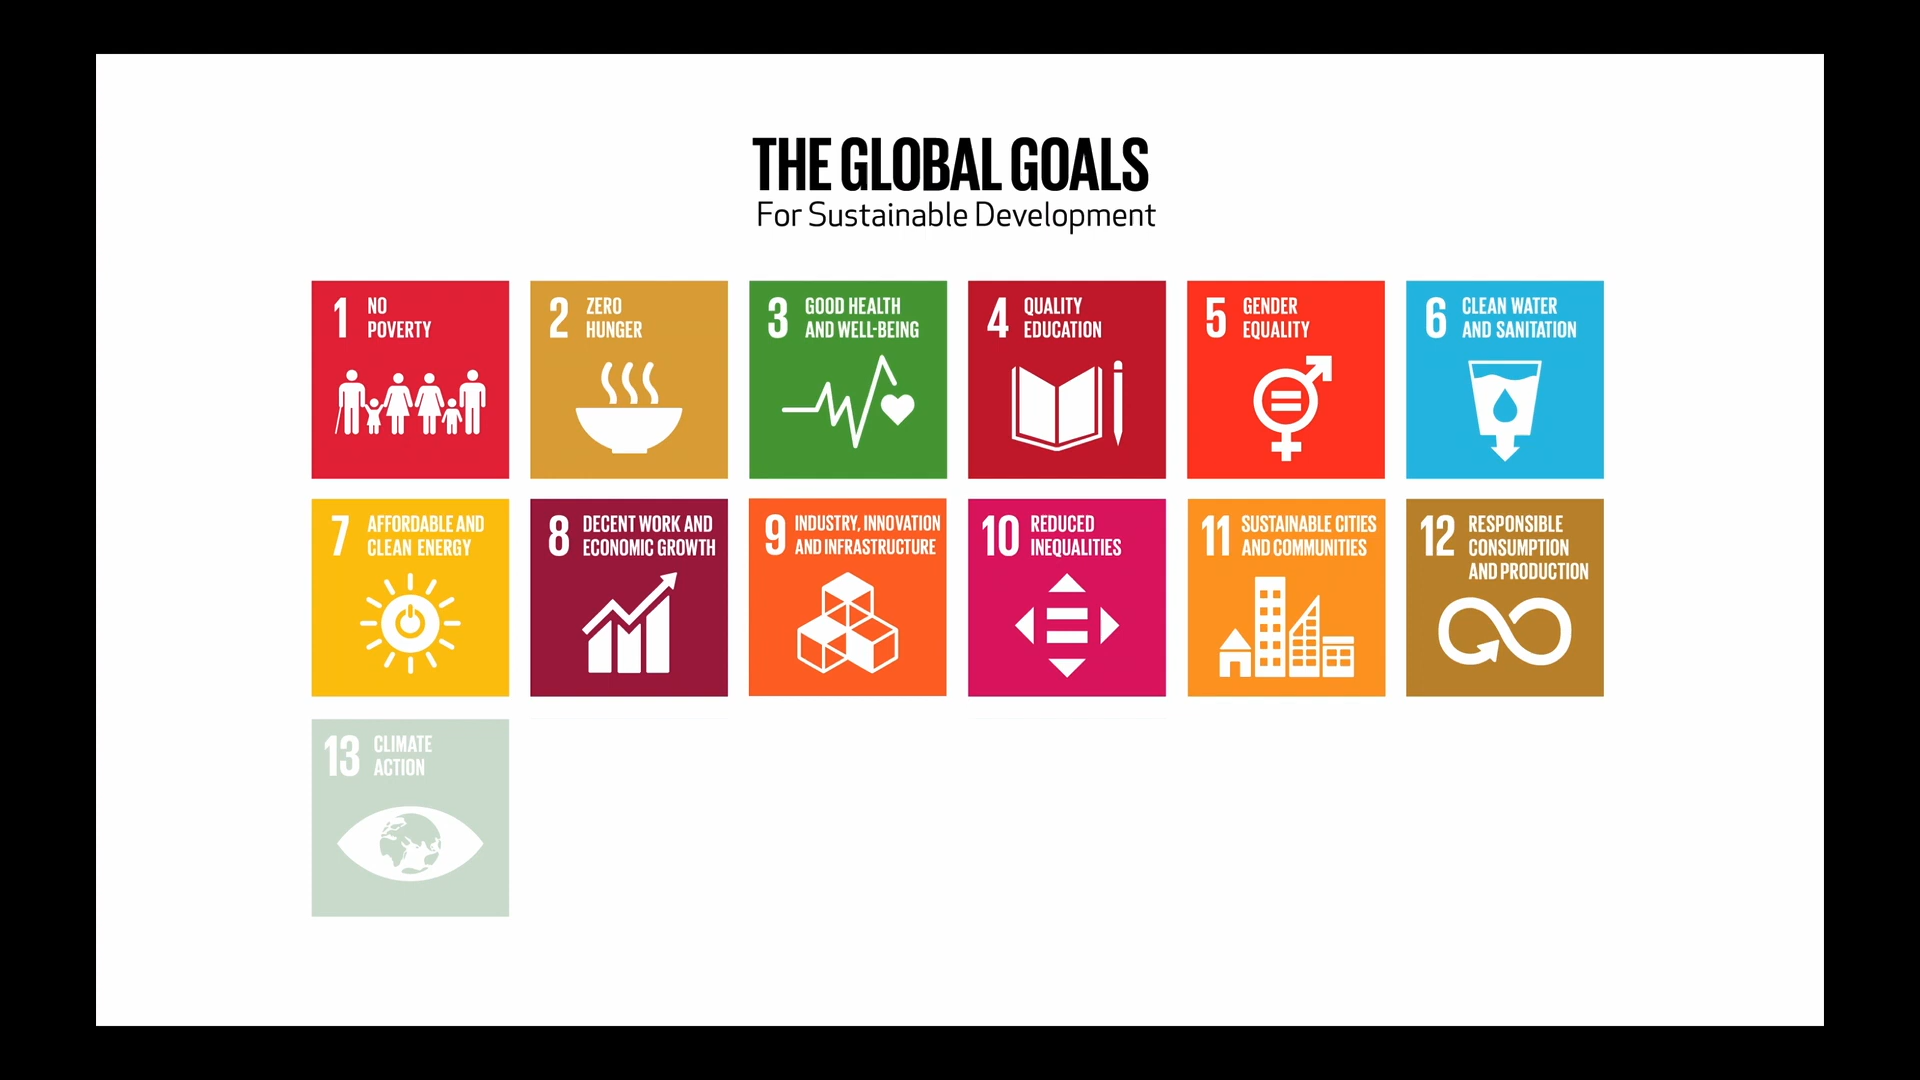 THE GLOBAL GOALS
For Sustainable Development
1 NO
POVERTY
2 ZERO
HUNGER
3 GOOD HEALTH
AND WELL-BEING
4 QUALITY
EDUCATION
5 GENDER
EQUALITY
6 CLEAN WATER
AND SANITATION
7 AFFORDABLE AND
CLEAN ENERGY
8 DECENT WORK AND
ECONOMIC GROWTH
9 INDUSTRY, INNOVATION
AND INFRASTRUCTURE
10 REDUCED
INEQUALITIES
11 SUSTAINABLE CITIES
AND COMMUNITIES
12 RESPONSIBLE
CONSUMPTION
AND PRODUCTION
13 CLIMATE
ACTION